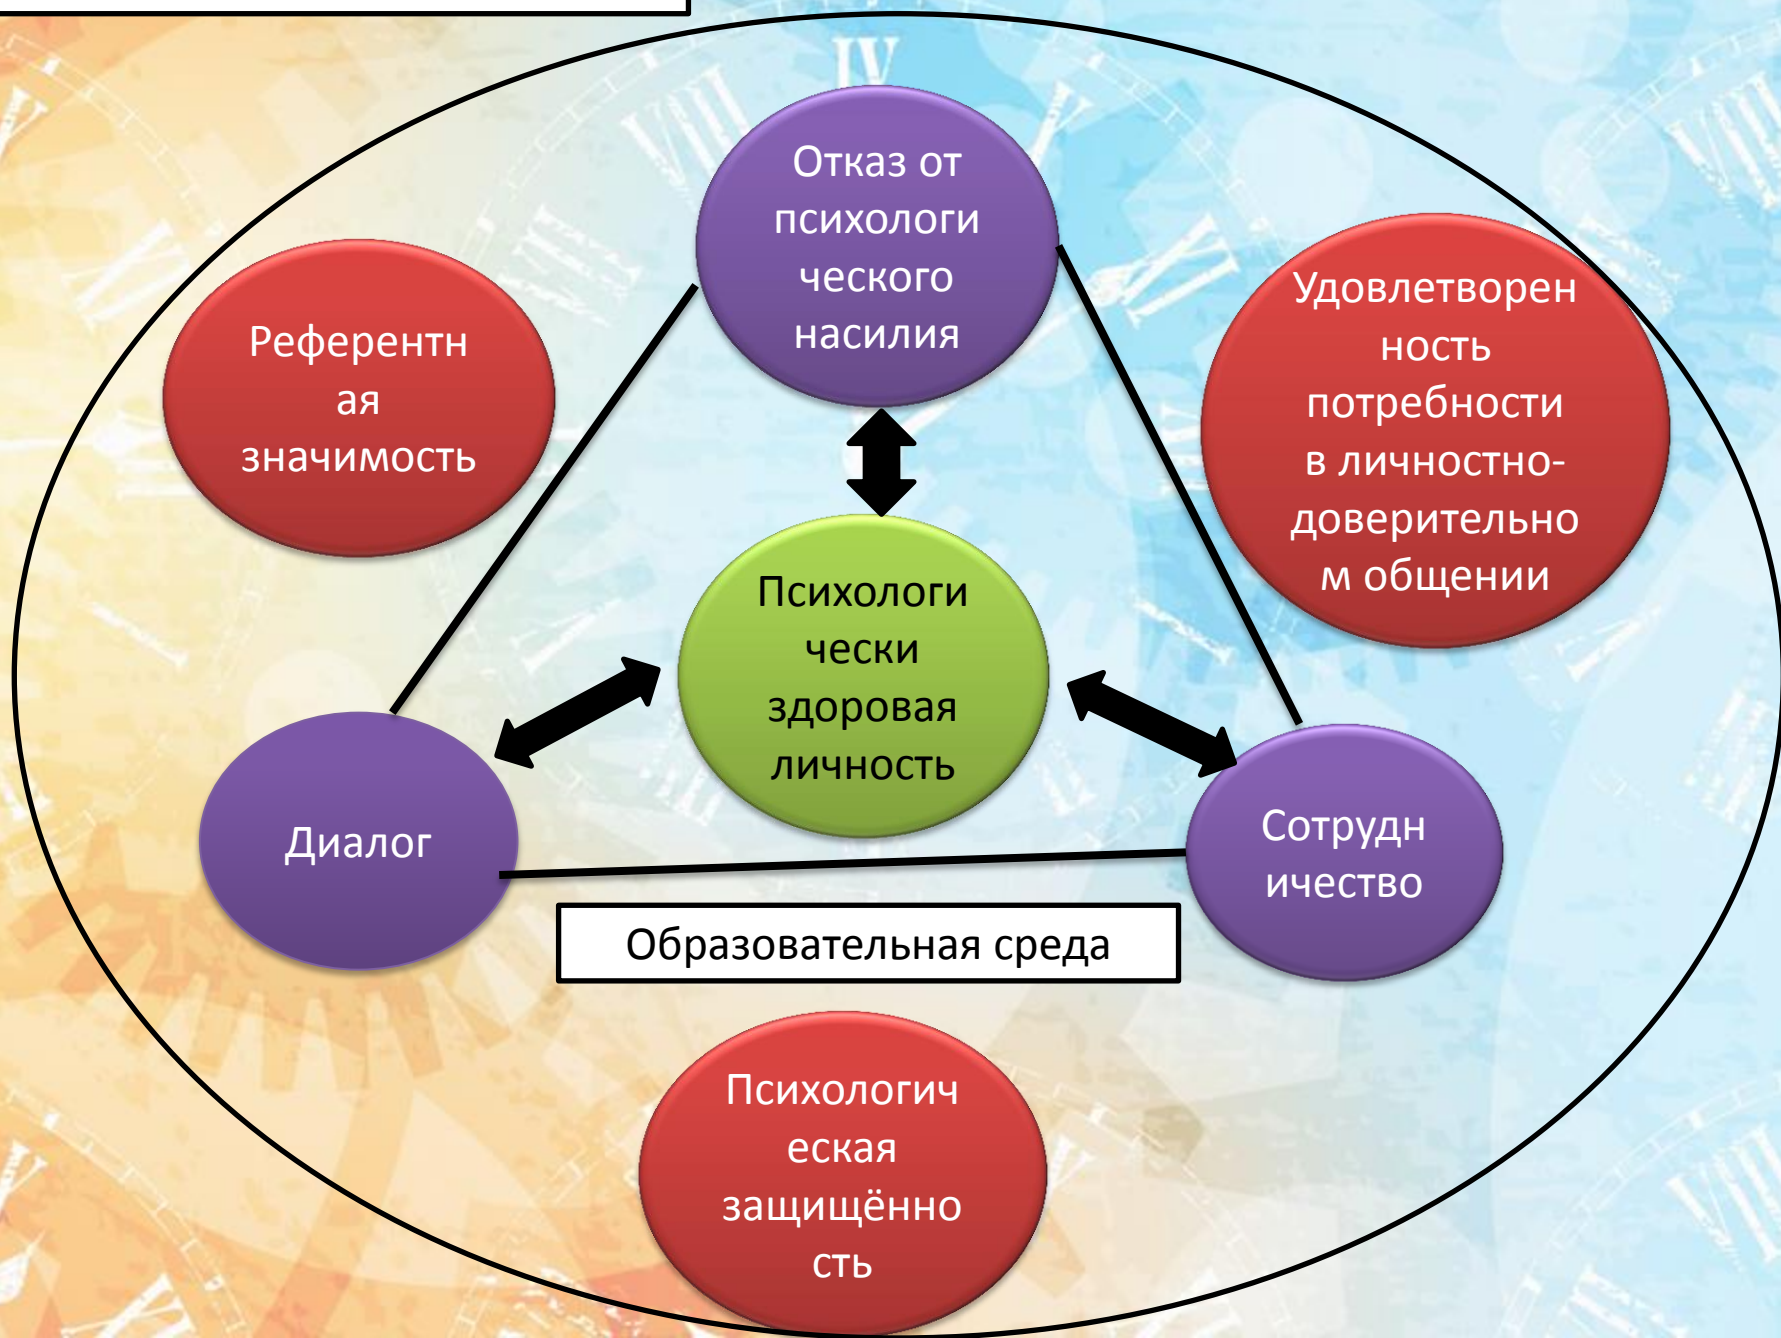 IV
Отказ от
психологи
ческого
насилия
Референтн
ая
значимость
Удовлетворен
ность
потребности
в личностно-
доверительно
м общении
Психологи
чески
здоровая
личность
Диалог
Сотрудн
ичество
Образовательная среда
Психологич
еская
защищённо
сть